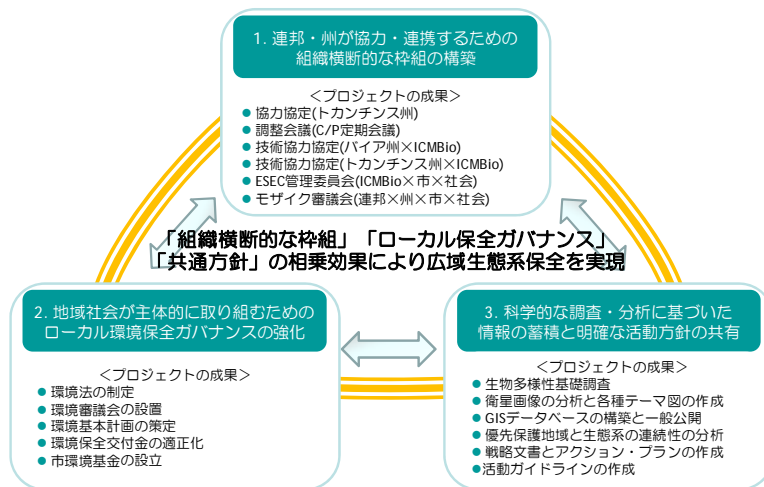 1. 連邦・州が協力・連携するための
組織横断的な枠組の構築
＜プロジェクトの成果＞
● 協力協定(トカンチンス州)
● 調整会議(C/P定期会議)
● 技術協力協定(バイア州×ICMBio)
● 技術協力協定(トカンチンス州×ICMBio)
● ESEC管理委員会(ICMBio×市×社会)
● モザイク審議会(連邦×州×市×社会)
「組織横断的な枠組」「ローカル保全ガバナンス」
「共通方針」の相乗効果により広域生態系保全を実現
2. 地域社会が主体的に取り組むための
ローカル環境保全ガバナンスの強化
＜プロジェクトの成果＞
● 環境法の制定
● 環境審議会の設置
● 環境基本計画の策定
● 環境保全交付金の適正化
● 市環境基金の設立
3. 科学的な調査・分析に基づいた
情報の蓄積と明確な活動方針の共有
＜プロジェクトの成果＞
● 生物多様性基礎調査
● 衛星画像の分析と各種テーマ図の作成
● GISデータベースの構築と一般公開
● 優先保護地域と生態系の連続性の分析
● 戦略文書とアクション・プランの作成
● 活動ガイドラインの作成